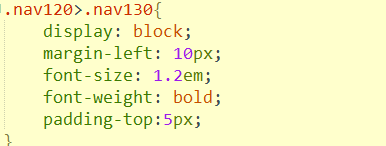 .nav120>.nav130{
display: block;
margin-left: 10px;
font-size: 1.2em;
font-weight: bold;
padding-top:5px;
}